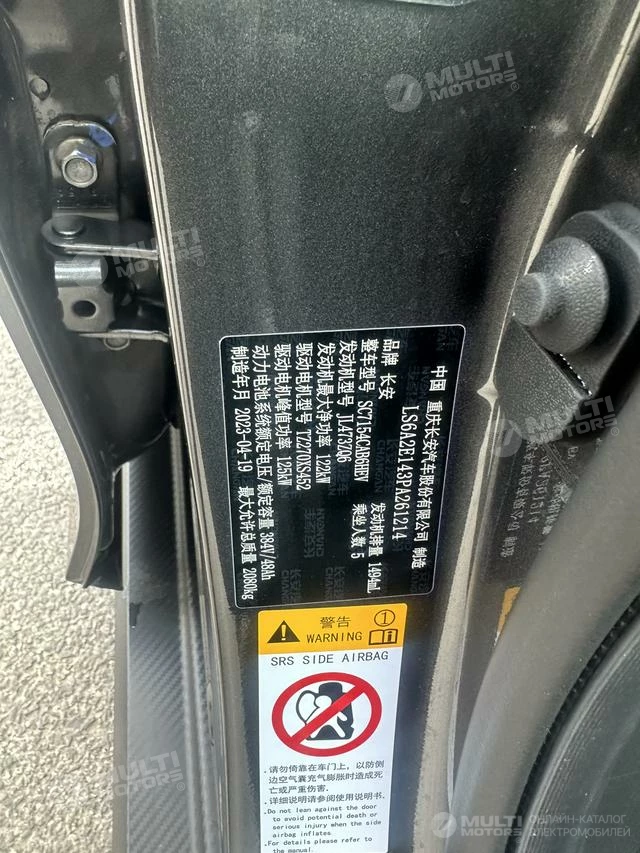 MULTI
MOTORS
中国 重庆长安汽车股份有限公司 制造
LS6A2E143PA261214
品牌 长安
整车型号 SC7154CAB6HEV 发动机排量 1494mL
发动机型号 JL473ZQ6 乘坐人数 5
发动机最大净功率 122kW
驱动电机型号 TZ270XS452
驱动电机峰值功率 125kW
动力电池系统额定电压/额定容量 384V/48Ah
制造年月 2023-04-19 最大允许总质量 2080kg
警告
WARNING
①
SRS SIDE AIRBAG
.请勿倚靠在车门上，以防侧
边空气囊充气膨胀时造成死
亡或严重伤害.
.详细说明请参阅使用说明书.
.Do not lean against the door
to avoid potential death or
serious injury when the side
airbag inflates.
.For details please refer to
the manual.
MULTI
MOTORS
ОНЛАЙН-КАТАЛОГ
ЭЛЕКТРОМОБИЛЕЙ